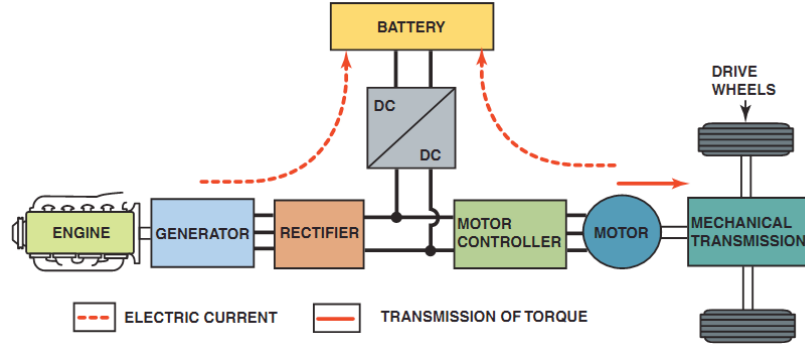 BATTERY
DRIVE
WHEELS
DC
DC
ENGINE
GENERATOR
RECTIFIER
MOTOR
CONTROLLER
MOTOR
MECHANICAL
TRANSMISSION
ELECTRIC CURRENT
TRANSMISSION OF TORQUE